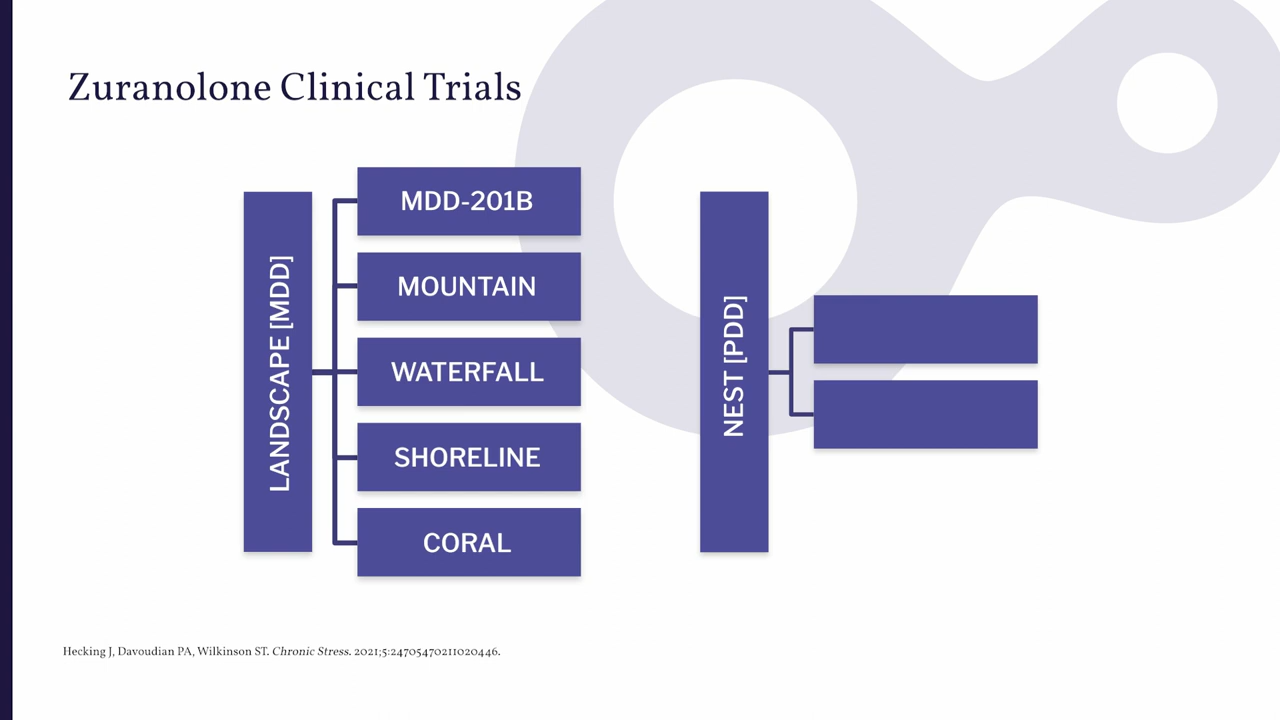 Zuranolone Clinical Trials
LANDSCAPE [MDD]
MDD-201B
MOUNTAIN
WATERFALL
SHORELINE
CORAL
NEST [PDD]
Hecking J, Davoudian PA, Wilkinson ST. Chronic Stress. 2021;5:24705470211020446.